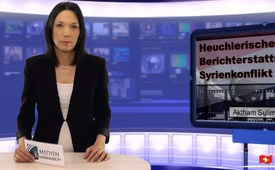 Heuchlerische
Berichterstatt
Syrienkonflikt
Aktham Sulim
MEDIEN